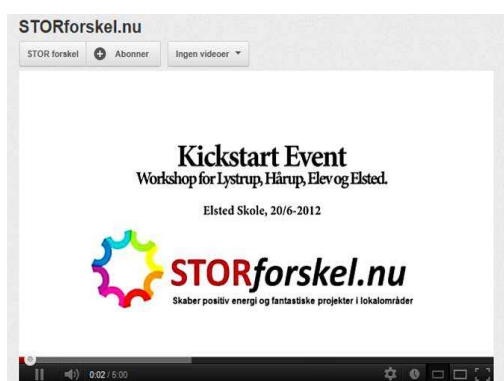 STORforskel.nu
STOR forskel Abonner Ingen videoer
Kickstart Event
Workshop for Lystrup, Hårup, Elev og Elsted.
Elsted Skole, 20/6-2012
STORforskel.nu
Skaber positiv energi og fantastiske projekter i lokalområder
0:02 / 5:00